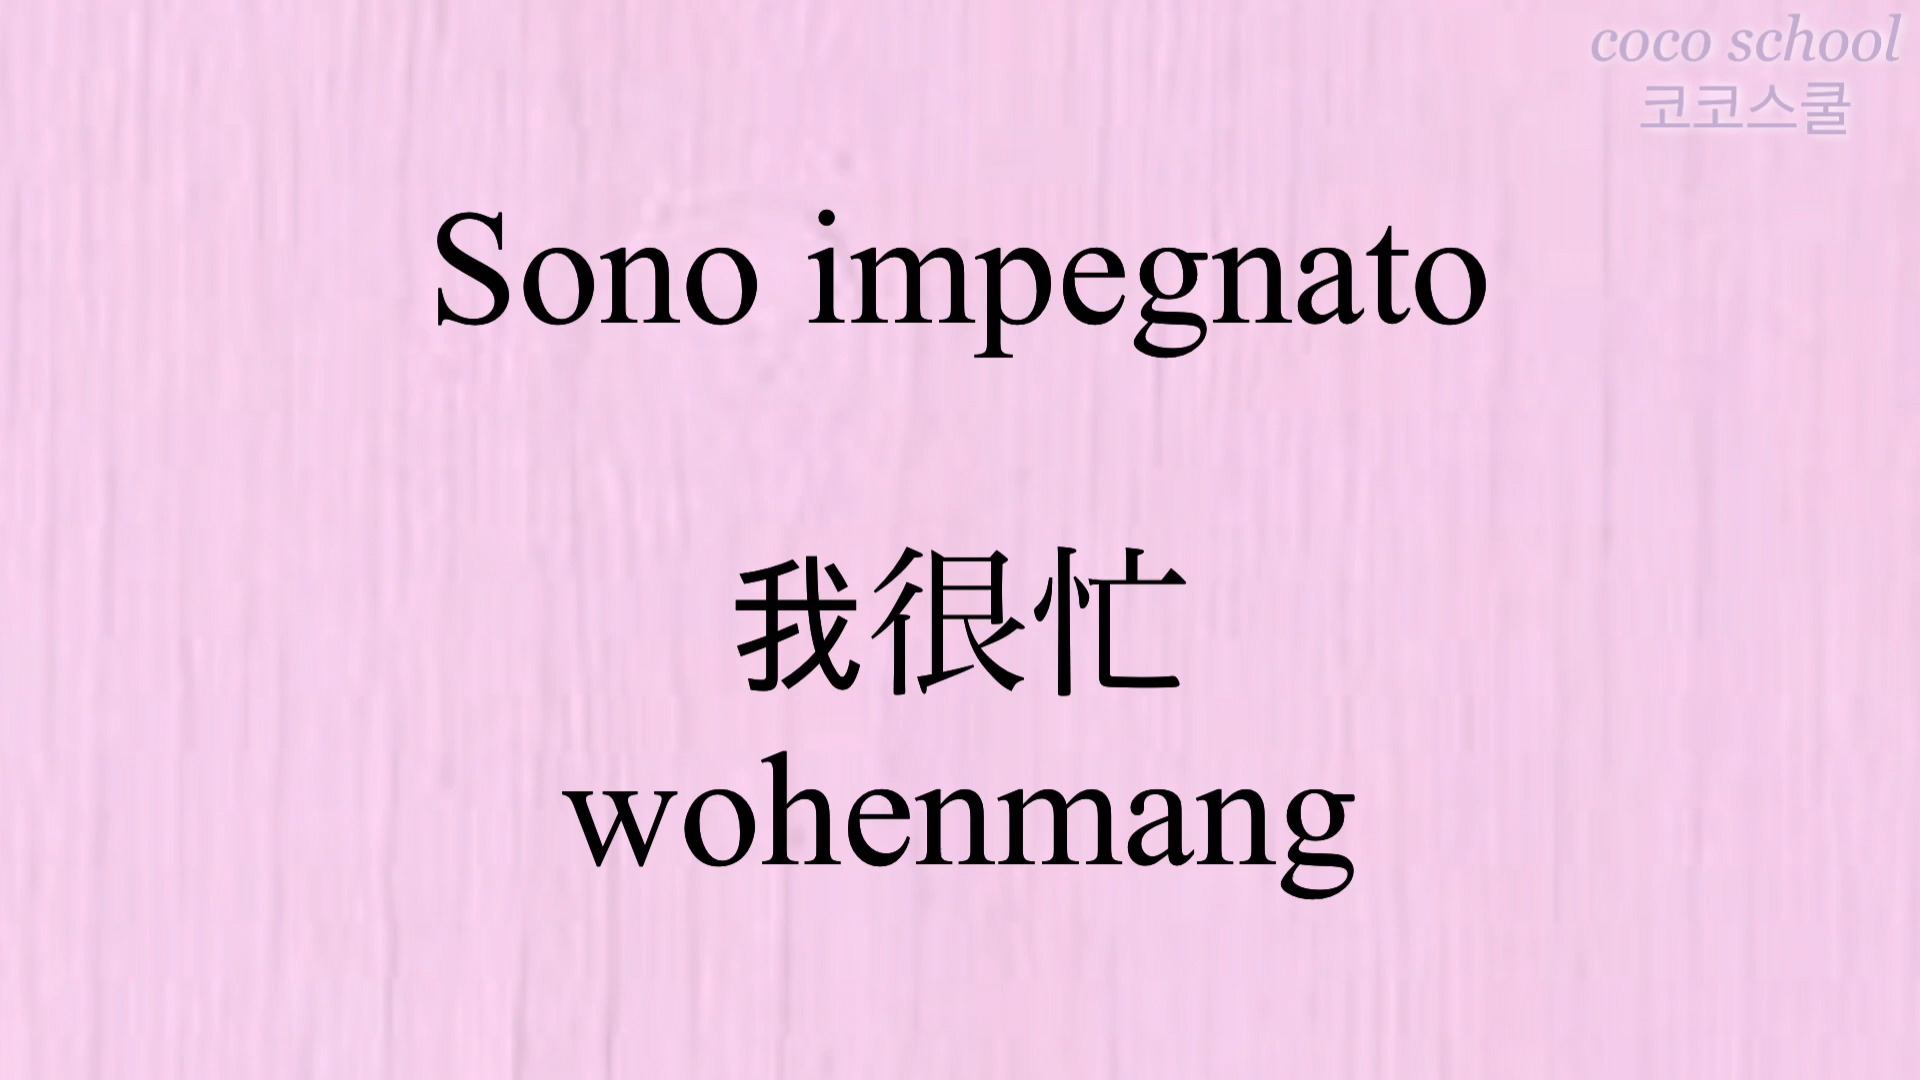 coco school
코코스쿨
Sono impegnato
我很忙
wohenmang